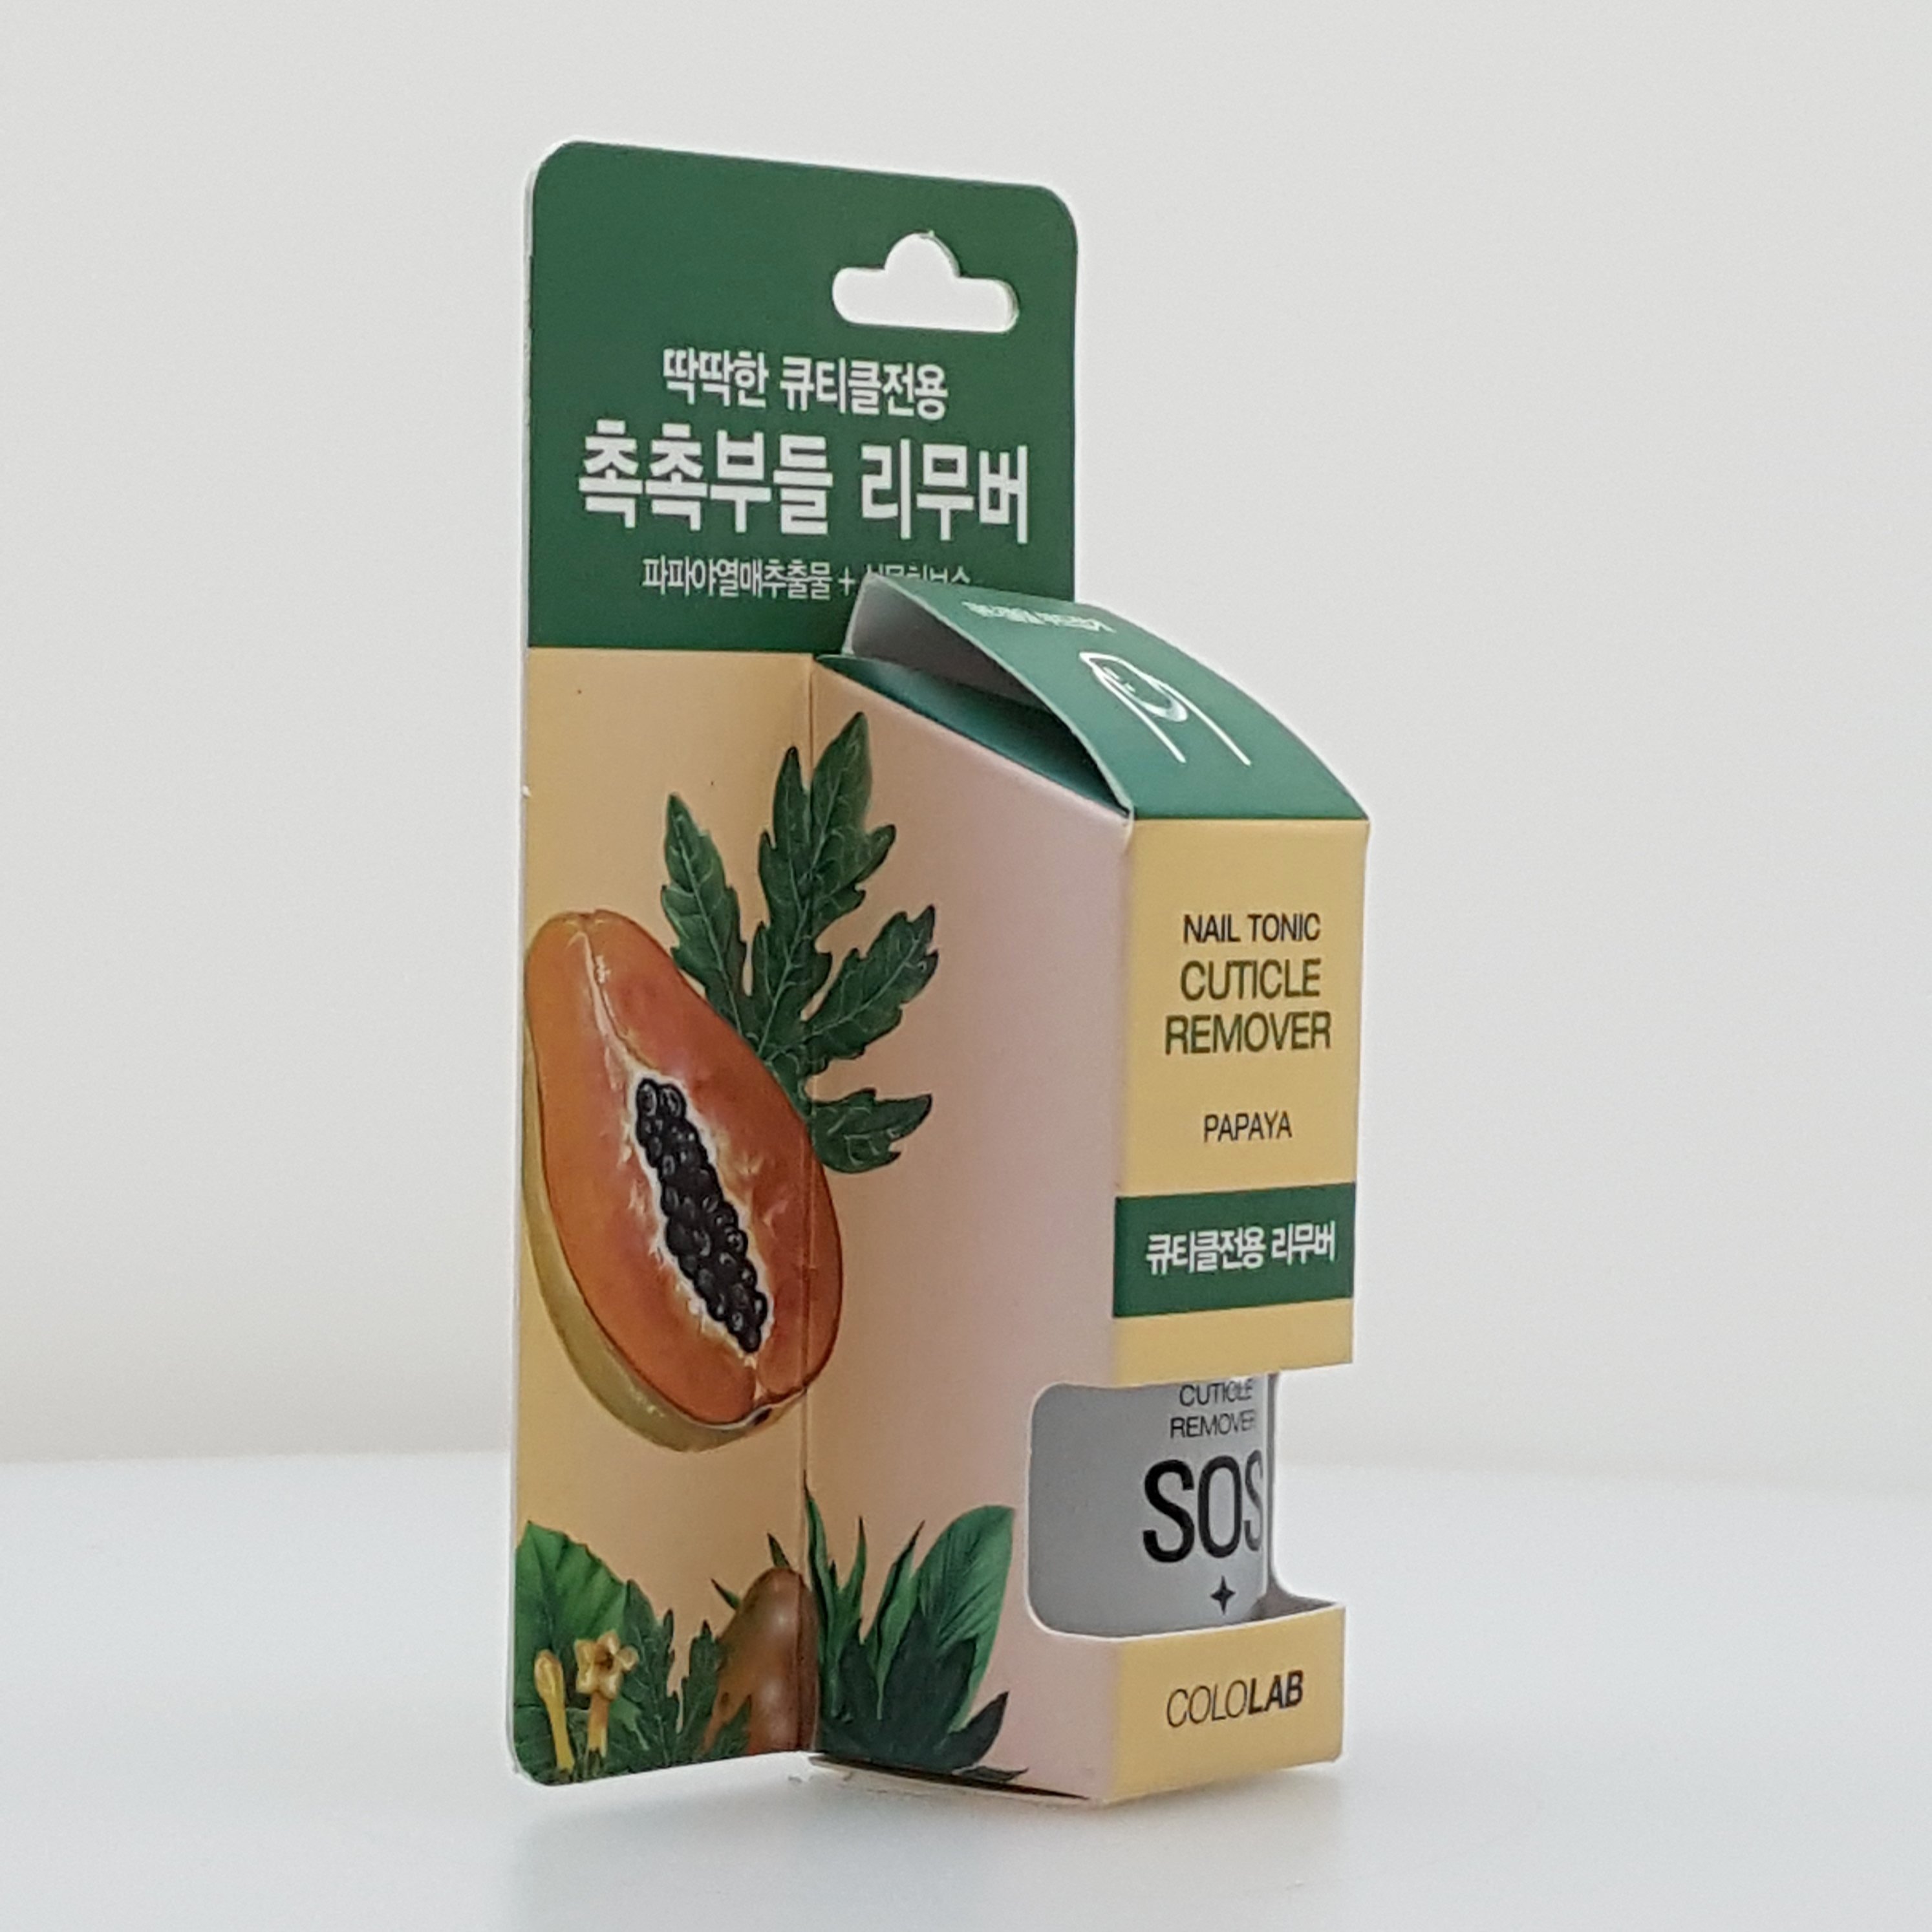 딱딱한 큐티클전용
촉촉부들 리무버
파파야열매추출물 +
NAIL TONIC
CUTICLE
REMOVER
PAPAYA
큐티클전용 리무버
CUTICLE
REMOVER
SOS
COLOLAB